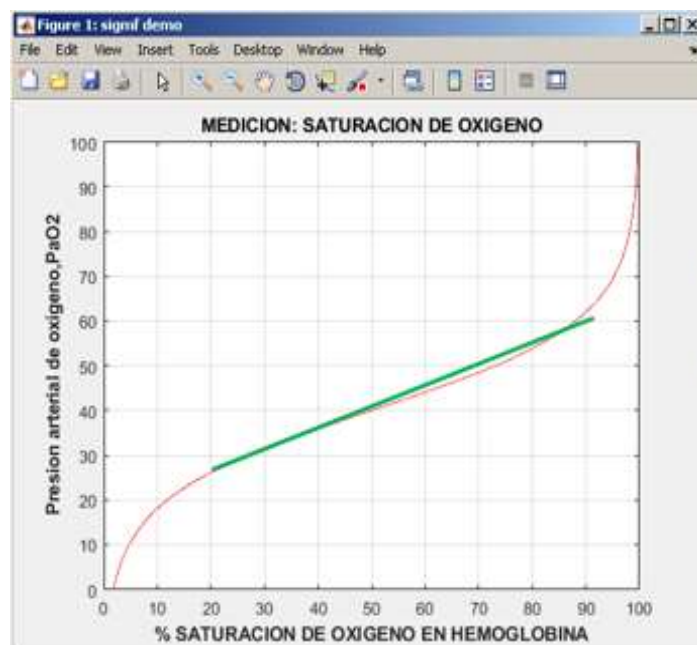 Figure 1: sigmf demo
File Edit View Insert Tools Desktop Window Help
MEDICION: SATURACION DE OXIGENO
100
90
80
70
60
50
40
30
20
10
0
Presion arterial de oxigeno,PaO2
0 10 20 30 40 50 60 70 80 90 100
% SATURACION DE OXIGENO EN HEMOGLOBINA